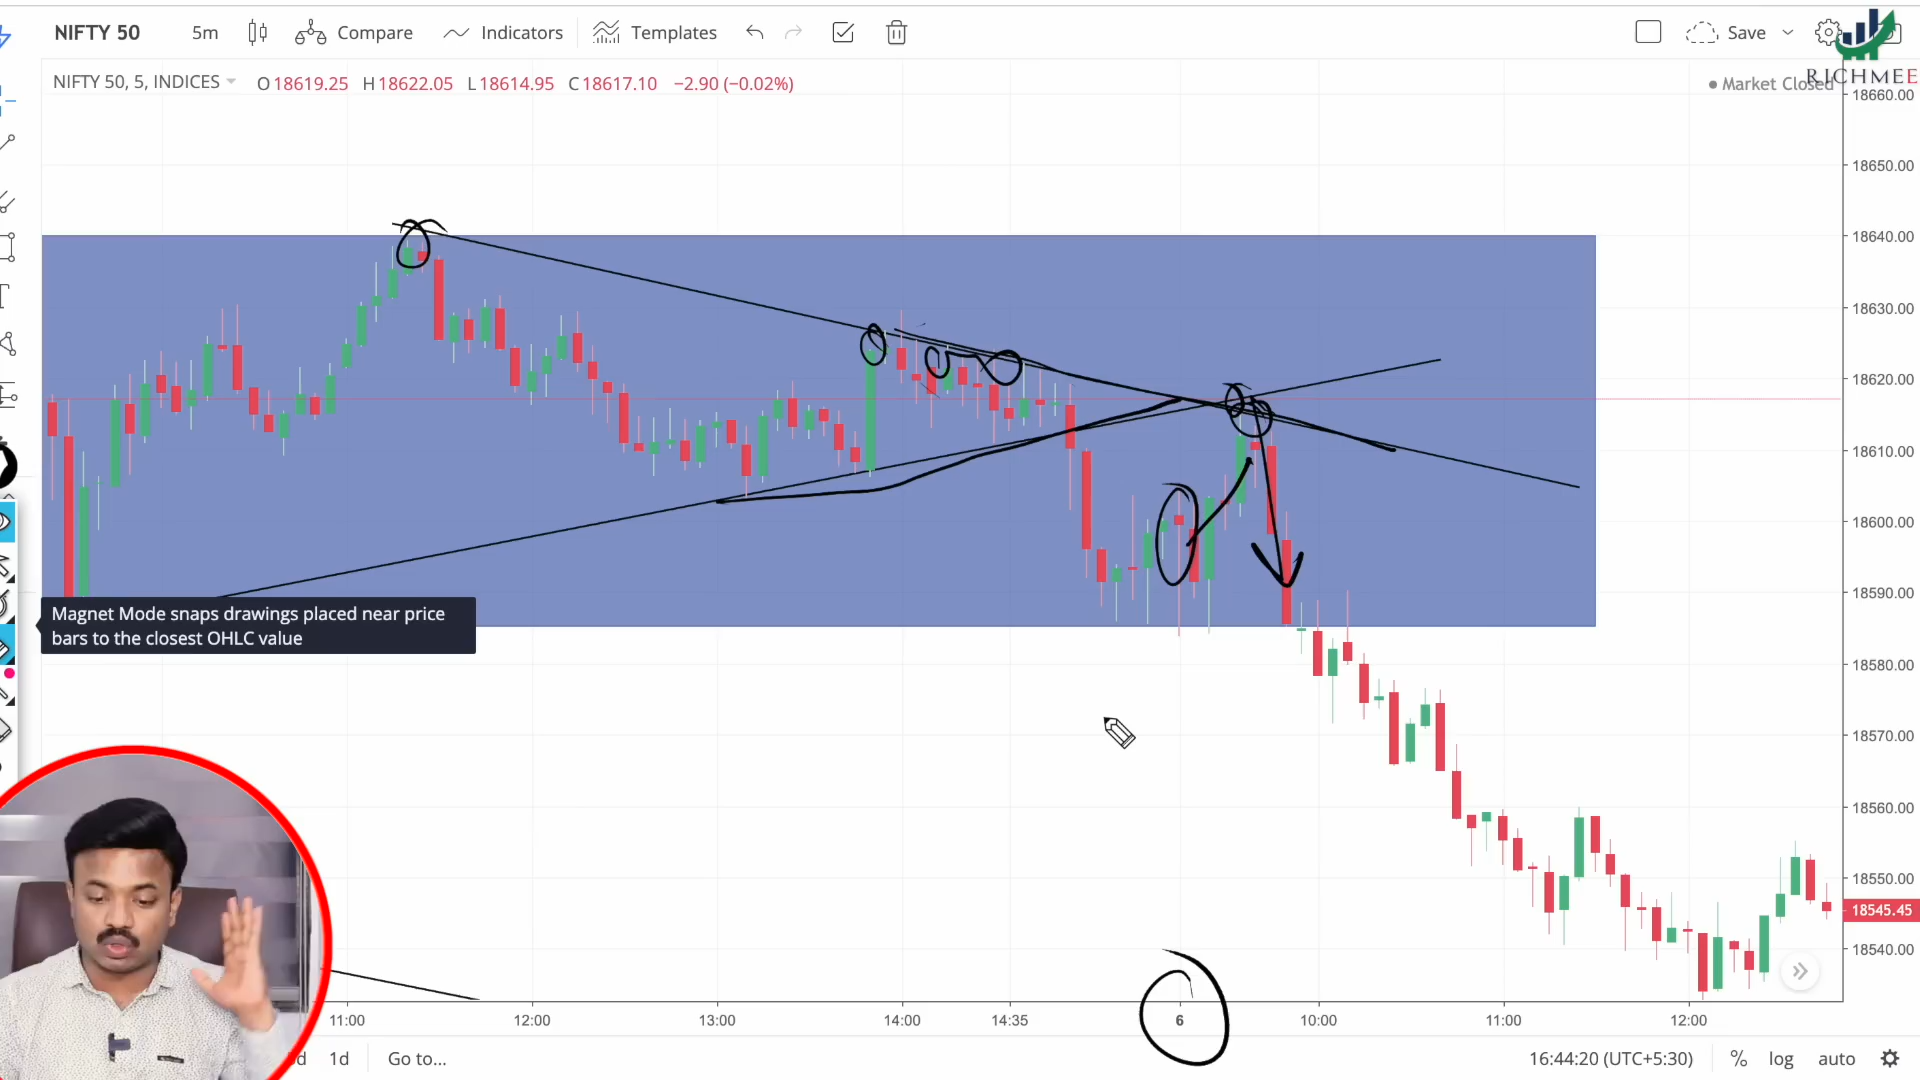 NIFTY 50 5m Compare Indicators Templates Save
RICHMEE
NIFTY 50, 5, INDICES O18619.25 H18622.05 L18614.95 C18617.10 −2.90 (−0.02%)
Market Closed
18660.00
18650.00
18640.00
18630.00
18620.00
18610.00
18600.00
18590.00
18580.00
18570.00
18560.00
18550.00
18545.45
18540.00
Magnet Mode snaps drawings placed near price
bars to the closest OHLC value
11:00 12:00 13:00 14:00 14:35 6 10:00 11:00 12:00
1d Go to... 16:44:20 (UTC+5:30) % log auto